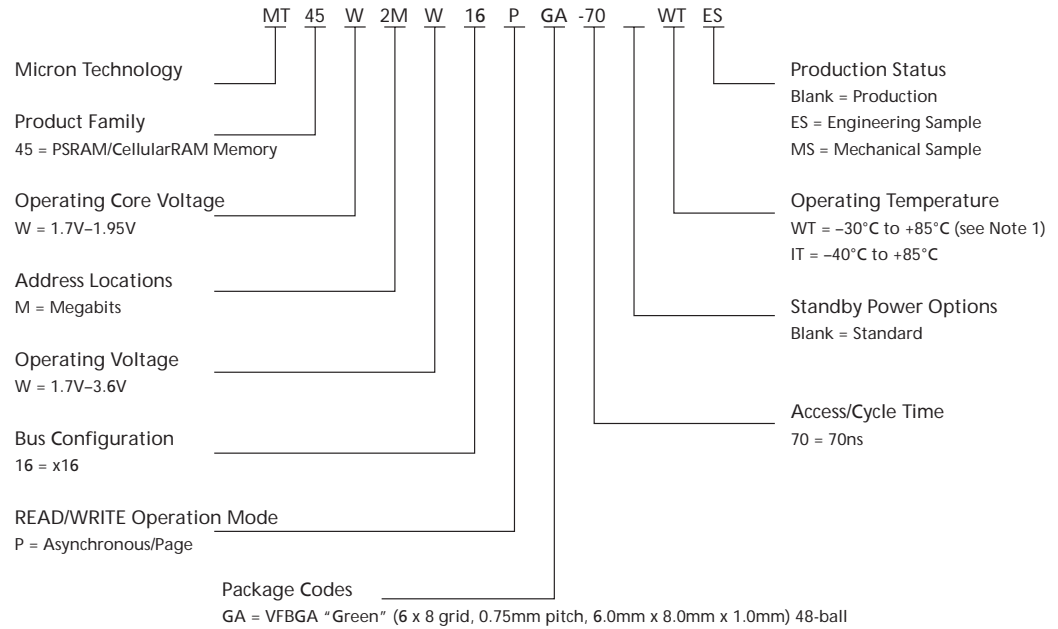 MT 45 W 2M W 16 P GA -70 _ WT ES
Micron Technology
Product Family
45 = PSRAM/CellularRAM Memory
Operating Core Voltage
W = 1.7V–1.95V
Address Locations
M = Megabits
Operating Voltage
W = 1.7V–3.6V
Bus Configuration
16 = x16
READ/WRITE Operation Mode
P = Asynchronous/Page
Package Codes
GA = VFBGA “Green” (6 x 8 grid, 0.75mm pitch, 6.0mm x 8.0mm x 1.0mm) 48-ball
Production Status
Blank = Production
ES = Engineering Sample
MS = Mechanical Sample
Operating Temperature
WT = –30°C to +85°C (see Note 1)
IT = –40°C to +85°C
Standby Power Options
Blank = Standard
Access/Cycle Time
70 = 70ns